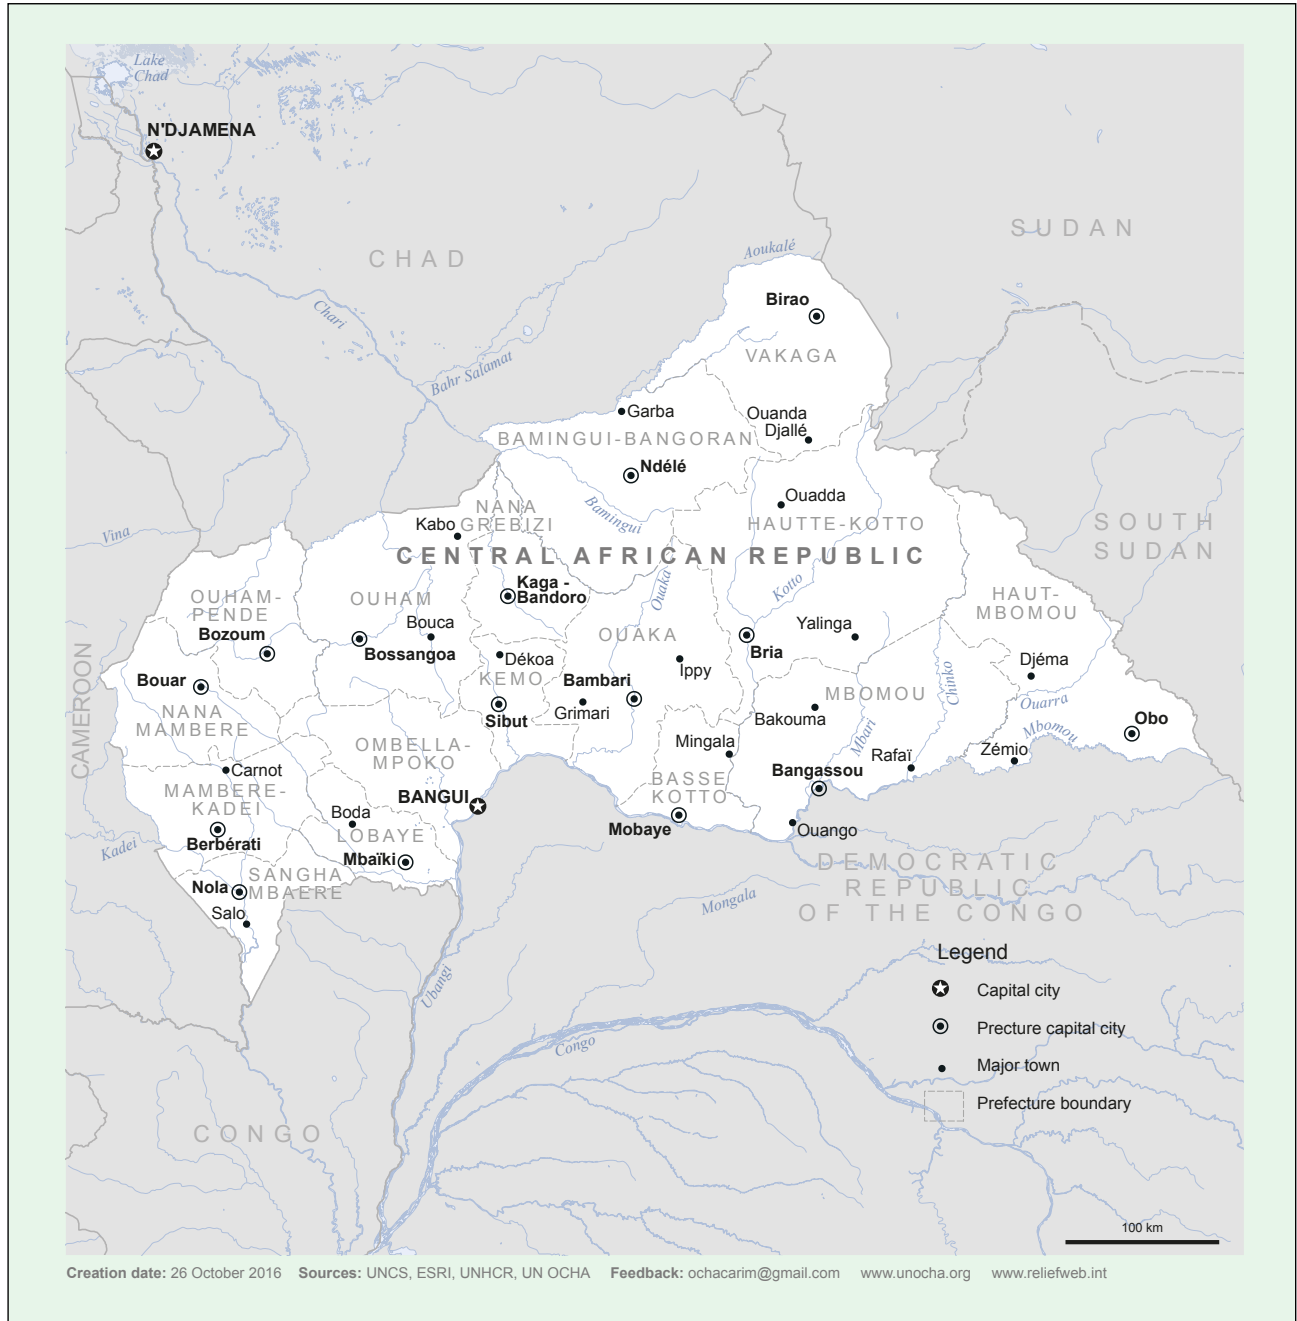 Lake
Chad
N'DJAMENA
CHAD
SUDAN
Aoukalé
Chari
Birao
VAKAGA
Bahr Salamat
Garba
Ouanda
Djallé
BAMINGUI-BANGORAN
Ndélé
Ouadda
NANA
GREBIZI
Bamingui
HAUTTE-KOTTO
Kabo
Vina
SOUTH
SUDAN
CENTRAL AFRICAN REPUBLIC
Kaga -
Bandoro
Ouaka
Kotto
OUHAM-
PENDE
OUHAM
HAUT-
MBOMOU
Bouca
Yalinga
OUAKA
Bozoum
Bossangoa
Bria
Dékoa
Ippy
Djéma
CAMEROON
Bouar
KEMO
Bambari
MBOMOU
Chinko
Ouarra
NANA
MAMBERE
Sibut
Grimari
Bakouma
Mbari
Mbomou
Obo
OMBELLA-
MPOKO
Mingala
Rafaï
Zémio
Carnot
Bangassou
MAMBERE-
KADEI
BASSE
KOTTO
BANGUI
Boda
Mobaye
Ouango
LOBAYE
Kadei
Berbérati
Mbaïki
DEMOCRATIC
REPUBLIC
OF THE CONGO
SANGHA
MBAERE
Nola
Salo
Mongala
Ubangi
Congo
CONGO
Legend
Capital city
Precture capital city
Major town
Prefecture boundary
100 km
Creation date: 26 October 2016 Sources: UNCS, ESRI, UNHCR, UN OCHA Feedback: ochacarim@gmail.com www.unocha.org www.reliefweb.int